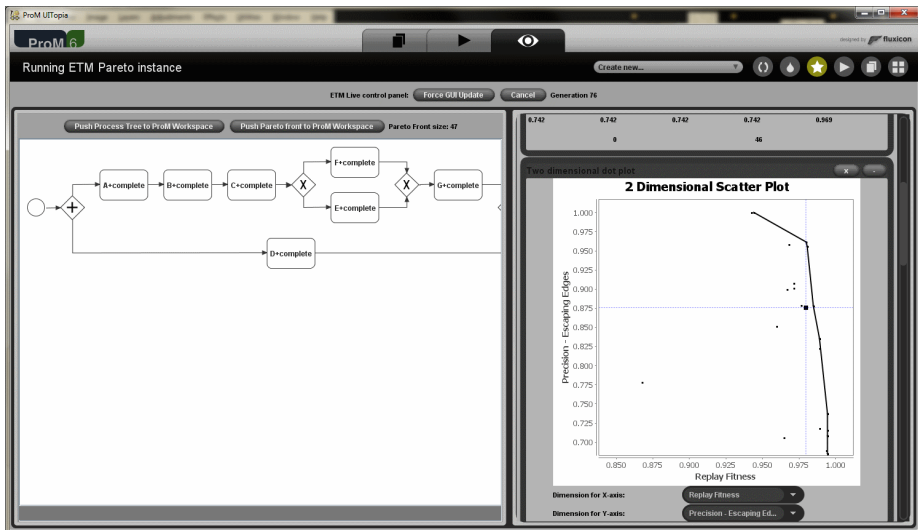 ProM UITopia
ProM 6
designed by fluxicon
Running ETM Pareto instance
Create new...
ETM Live control panel: Force GUI Update Cancel Generation 76
Push Process Tree to ProM Workspace Push Pareto front to ProM Workspace Pareto Front size: 47
A+complete
B+complete
C+complete
X
F+complete
E+complete
X
G+complete
D+complete
0.742 0.742 0.742 0.742 0.969
0 46
Two dimensional dot plot
X -
2 Dimensional Scatter Plot
Precision - Escaping Edges
1.000
0.975
0.950
0.925
0.900
0.875
0.850
0.825
0.800
0.775
0.750
0.725
0.700
0.850 0.875 0.900 0.925 0.950 0.975 1.000
Replay Fitness
Dimension for X-axis: Replay Fitness
Dimension for Y-axis: Precision - Escaping Ed...